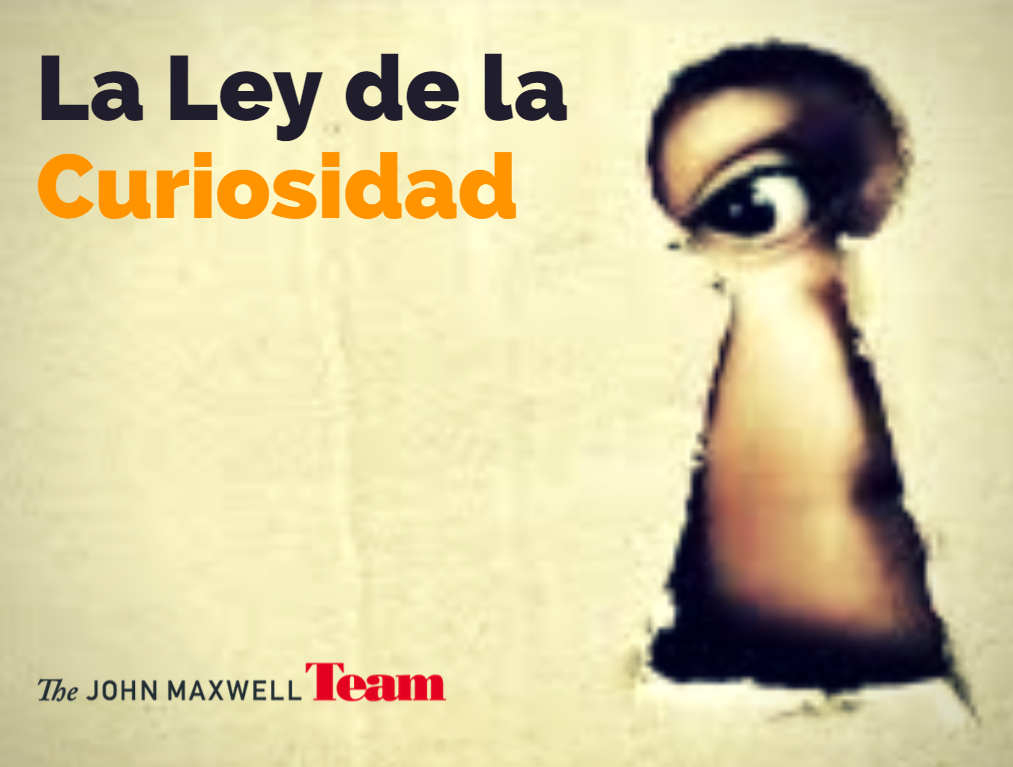 La Ley de la
Curiosidad
The JOHN MAXWELL Team